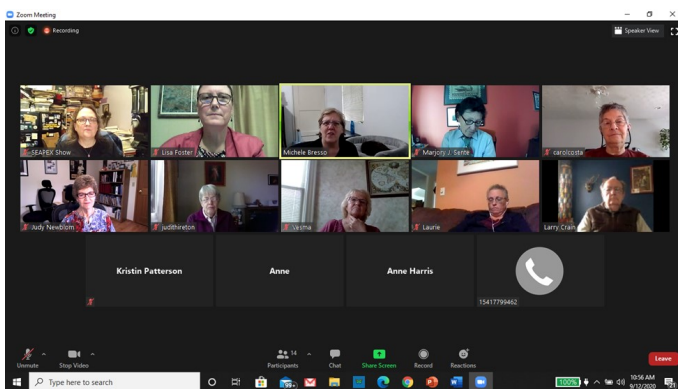 Zoom Meeting
Recording
Speaker View
SEAPEX Show
Lisa Foster
Michele Bresso
Marjory J. Sente
carolcosta
Judy Newblom
judithireton
Vesma
Laurie
Larry Crain
Kristin Patterson
Anne
Anne Harris
15417799462
Unmute
Stop Video
14
Participants
Chat
Share Screen
Record
Reactions
Leave
Type here to search
99+
100%
10:56 AM
9/12/2020